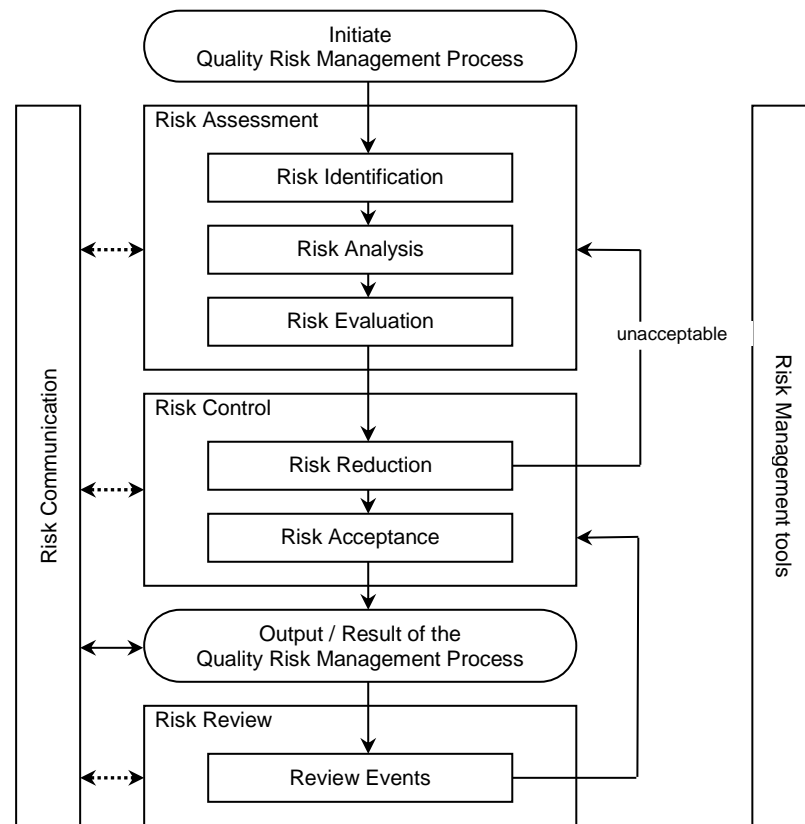 Initiate
Quality Risk Management Process
Risk Assessment
Risk Identification
Risk Analysis
Risk Evaluation
unacceptable
Risk Communication
Risk Management tools
Risk Control
Risk Reduction
Risk Acceptance
Output / Result of the
Quality Risk Management Process
Risk Review
Review Events